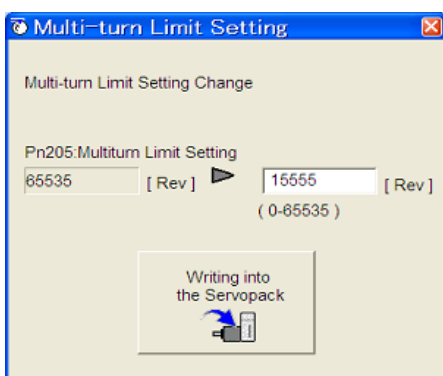 Multi-turn Limit Setting
Multi-turn Limit Setting Change
Pn205:Multiturn Limit Setting
65535 [ Rev ] 15555 [ Rev ]
( 0-65535 )
Writing into
the Servopack